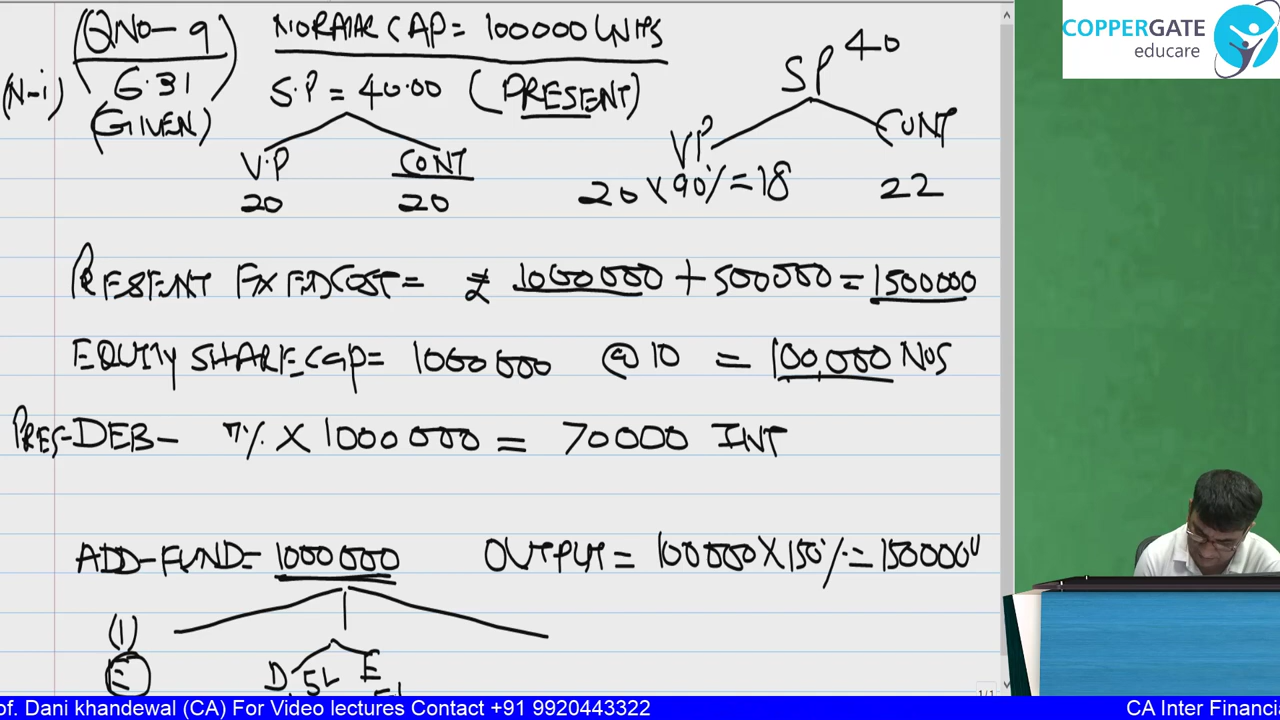 QNO-9
6.31
(N-i)
(GIVEN)
CAP = 100000 UNITS
S.P = 40.00 (PRESENT)
V.P CONT
20 20
SP 40
VP CONT
20 X 90% = 18 22
PRESENT FIXED COST = ₹ 1000000 + 500000 = 1500000
EQUITY SHARE CAP = 1000000 @ 10 = 100,000 NOS
PRES-DEB- 7% X 1000000 = 70000 INT
ADD-FUND = 1000000 OUTPUT = 100000 X 150% = 150000U
(1)
E D E
5L
COPPERGATE
educare
of. Dani khandewal (CA) For Video lectures Contact +91 9920443322 CA Inter Financi
1/1